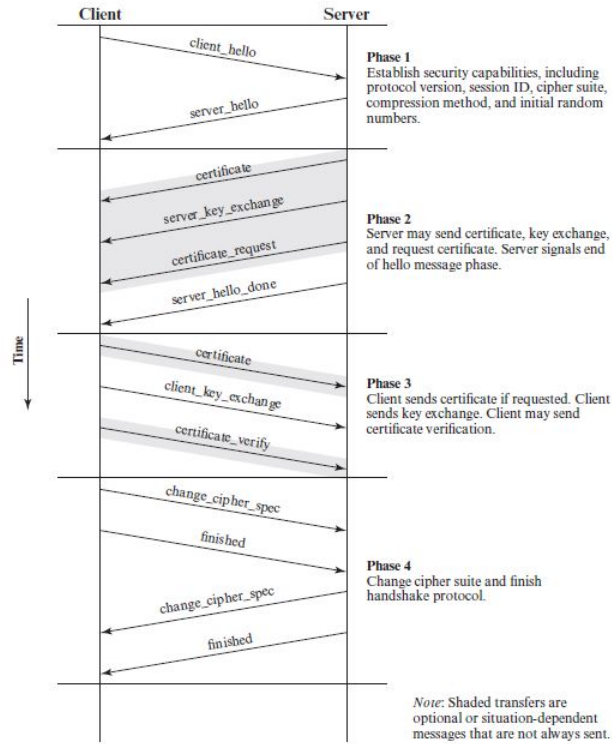 Client
Server
client_hello
server_hello
Phase 1
Establish security capabilities, including
protocol version, session ID, cipher suite,
compression method, and initial random
numbers.
certificate
server_key_exchange
certificate_request
server_hello_done
Phase 2
Server may send certificate, key exchange,
and request certificate. Server signals end
of hello message phase.
Time
certificate
client_key_exchange
certificate_verify
Phase 3
Client sends certificate if requested. Client
sends key exchange. Client may send
certificate verification.
change_cipher_spec
finished
change_cipher_spec
finished
Phase 4
Change cipher suite and finish
handshake protocol.
Note: Shaded transfers are
optional or situation-dependent
messages that are not always sent.